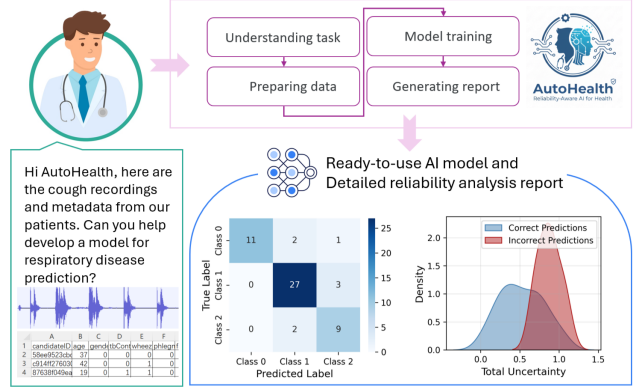 Understanding task
Model training
Preparing data
Generating report
AutoHealth
Reliability-Aware AI for Health
Hi AutoHealth, here are
the cough recordings
and metadata from our
patients. Can you help
develop a model for
respiratory disease
prediction?
A B C D E F
1 candidateID age gende tbCont wheez phlegm f
2 58ee9523cbc 37 0 0 0 0
3 c914ff276030 42 0 0 1 0
4 87638f049ea 19 0 1 1 0
Ready-to-use AI model and
Detailed reliability analysis report
True Label
Class 0
Class 1
Class 2
11 2 1
0 27 3
0 2 9
Class 0 Class 1 Class 2
Predicted Label
25
20
15
10
5
0
Correct Predictions
Incorrect Predictions
Density
2.0
1.5
1.0
0.5
0.0
0.0 0.5 1.0 1.5
Total Uncertainty